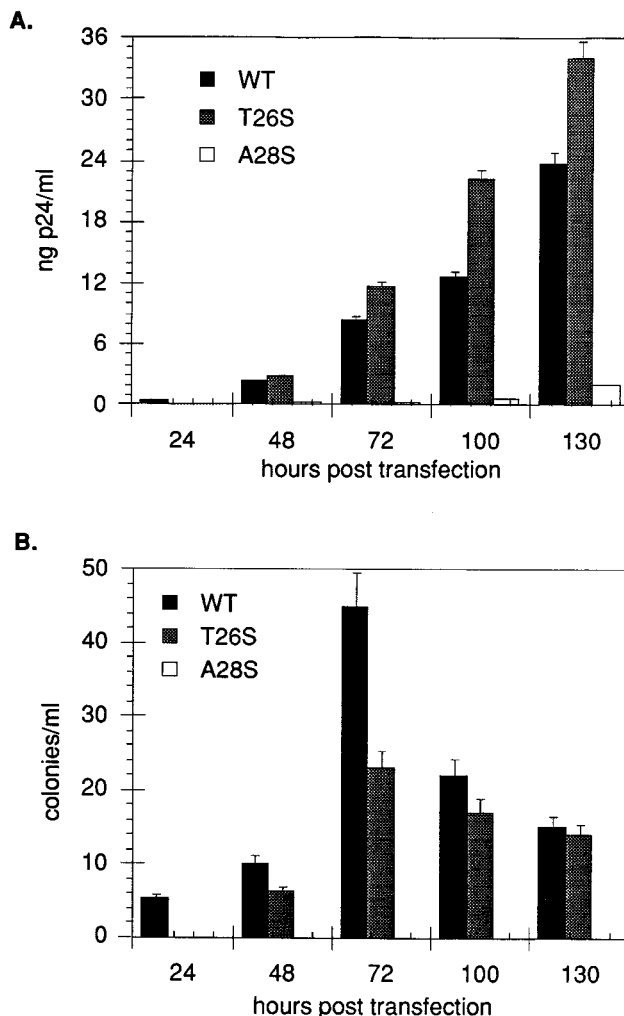 A.
36
30
24
18
12
6
0
ng p24/ml
WT
T26S
A28S
24 48 72 100 130
hours post transfection
B.
50
40
30
20
10
0
colonies/ml
WT
T26S
A28S
24 48 72 100 130
hours post transfection